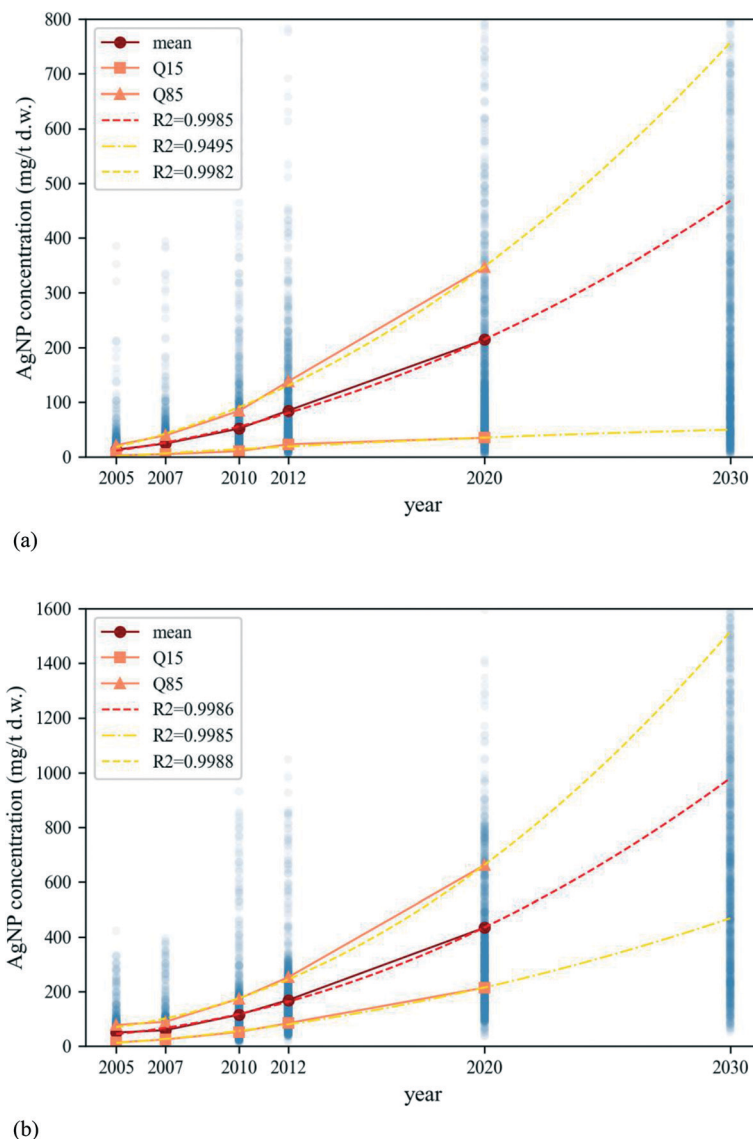 800
700
600
500
400
300
200
100
0
AgNP concentration (mg/t d.w.)
mean
Q15
Q85
R2=0.9985
R2=0.9495
R2=0.9982
2005 2007 2010 2012 2020 2030
year
(a)
1600
1400
1200
1000
800
600
400
200
0
AgNP concentration (mg/t d.w.)
mean
Q15
Q85
R2=0.9986
R2=0.9985
R2=0.9988
2005 2007 2010 2012 2020 2030
year
(b)